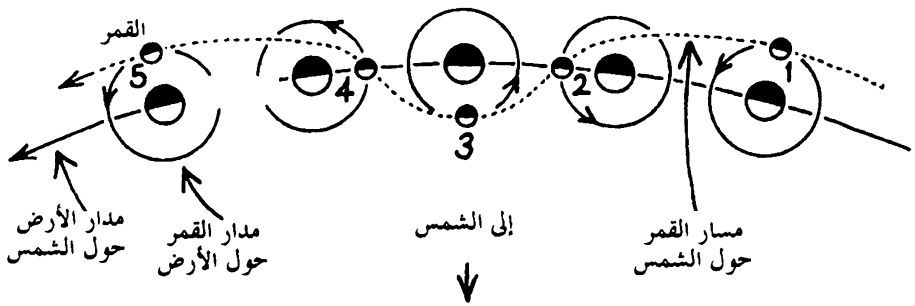 القمر
5
4
3
2
1
مدار الأرض
حول الشمس
مدار القمر
حول الأرض
إلى الشمس
مسار القمر
حول الشمس